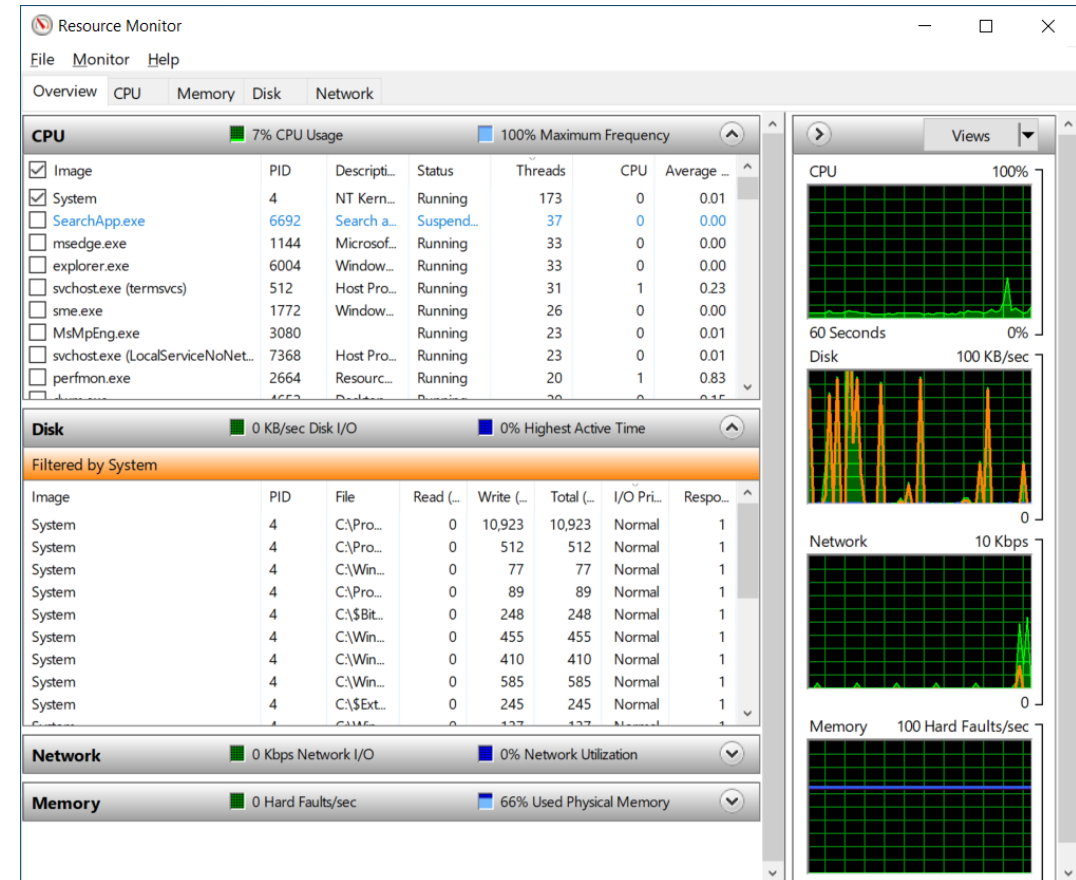 Resource Monitor
File Monitor Help
Overview CPU Memory Disk Network
CPU 7% CPU Usage 100% Maximum Frequency
Image PID Descripti... Status Threads CPU Average ...
System 4 NT Kern... Running 173 0 0.01
SearchApp.exe 6692 Search a... Suspend... 37 0 0.00
msedge.exe 1144 Microsof... Running 33 0 0.00
explorer.exe 6004 Window... Running 33 0 0.00
svchost.exe (termsvcs) 512 Host Pro... Running 31 1 0.23
sme.exe 1772 Window... Running 26 0 0.00
MsMpEng.exe 3080 Running 23 0 0.01
svchost.exe (LocalServiceNoNet... 7368 Host Pro... Running 23 0 0.01
perfmon.exe 2664 Resourc... Running 20 1 0.83
Disk 0 KB/sec Disk I/O 0% Highest Active Time
Filtered by System
Image PID File Read (... Write (... Total (... I/O Pri... Respo...
System 4 C:\Pro... 0 10,923 10,923 Normal 1
System 4 C:\Pro... 0 512 512 Normal 1
System 4 C:\Win... 0 77 77 Normal 1
System 4 C:\Pro... 0 89 89 Normal 1
System 4 C:\$Bit... 0 248 248 Normal 1
System 4 C:\Win... 0 455 455 Normal 1
System 4 C:\Win... 0 410 410 Normal 1
System 4 C:\Win... 0 585 585 Normal 1
System 4 C:\$Ext... 0 245 245 Normal 1
Network 0 Kbps Network I/O 0% Network Utilization
Memory 0 Hard Faults/sec 66% Used Physical Memory
Views
CPU 100%
60 Seconds 0%
Disk 100 KB/sec
0
Network 10 Kbps
0
Memory 100 Hard Faults/sec